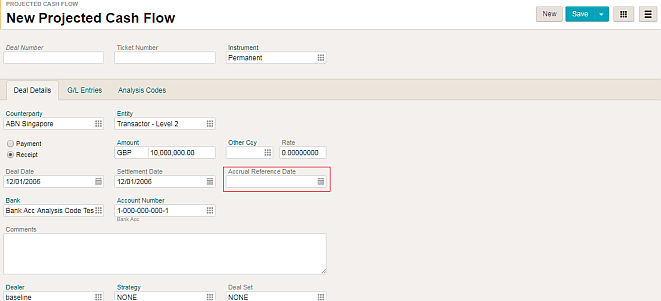 PROJECTED CASH FLOW
New Projected Cash Flow
New Save
Deal Number Ticket Number Instrument
Permanent
Deal Details G/L Entries Analysis Codes
Counterparty Entity
ABN Singapore Transactor - Level 2
Payment Amount Other Ccy Rate
Receipt GBP 10,000,000.00 0.00000000
Deal Date Settlement Date Accrual Reference Date
12/01/2006 12/01/2006
Bank Account Number
Bank Acc Analysis Code Tes 1-000-000-000-1
Bank Acc
Comments
Dealer Strategy Deal Set
baseline NONE NONE